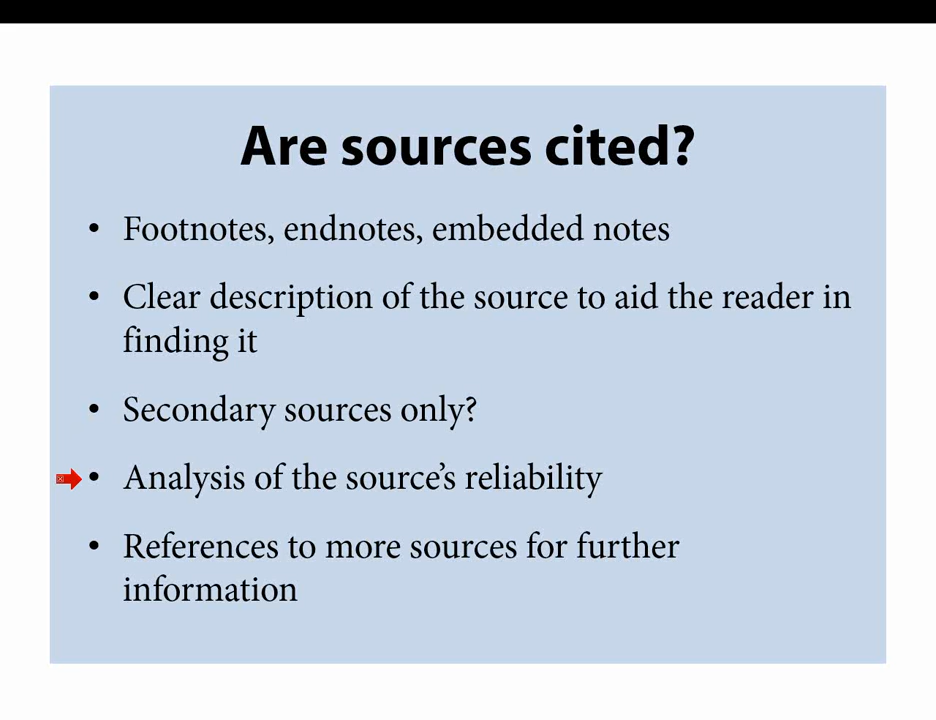 Are sources cited?
• Footnotes, endnotes, embedded notes
• Clear description of the source to aid the reader in
finding it
• Secondary sources only?
• Analysis of the source’s reliability
• References to more sources for further
information